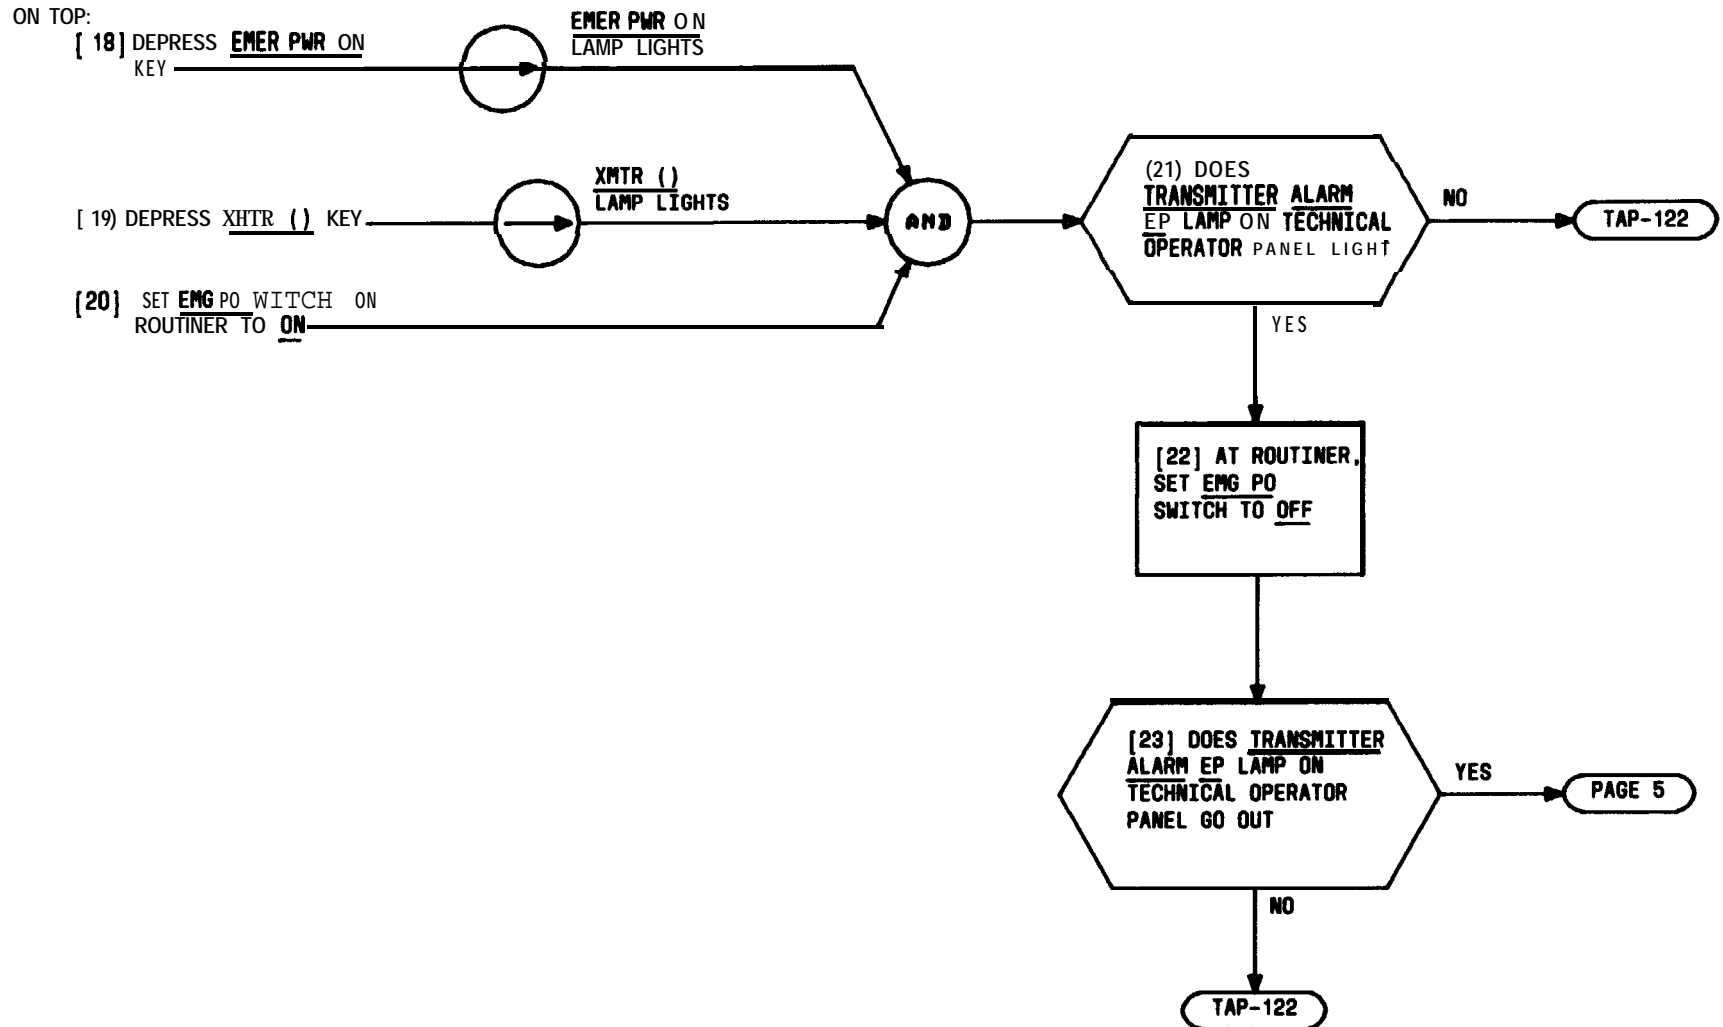 ON TOP:
[18] DEPRESS EMER PWR ON
KEY
EMER PWR ON
LAMP LIGHTS
[19) DEPRESS XHTR () KEY
XMTR ()
LAMP LIGHTS
[20] SET EMG PO WITCH ON
ROUTINER TO ON
AND
(21) DOES
TRANSMITTER ALARM
EP LAMP ON TECHNICAL
OPERATOR PANEL LIGHT
NO
TAP-122
YES
[22] AT ROUTINER,
SET EMG PO
SWITCH TO OFF
[23] DOES TRANSMITTER
ALARM EP LAMP ON
TECHNICAL OPERATOR
PANEL GO OUT
YES
PAGE 5
NO
TAP-122